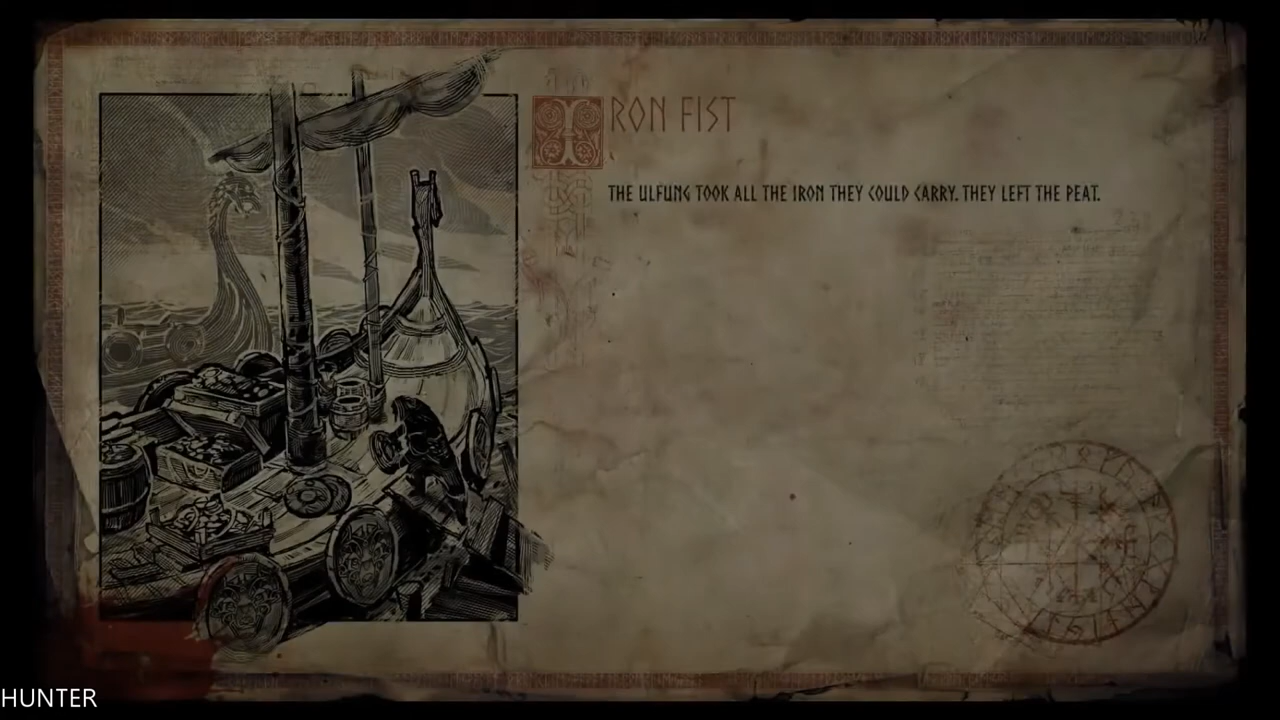 IRON FIST
THE ULFUNG TOOK ALL THE IRON THEY COULD CARRY. THEY LEFT THE PEAT.
HUNTER